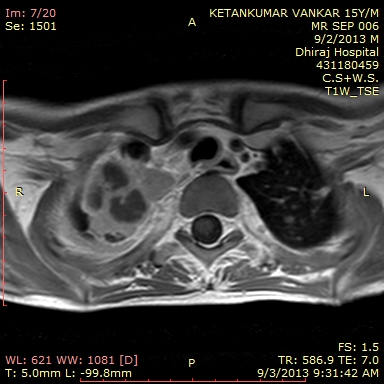 Im: 7/20
Se: 1501
A
KETANKUMAR VANKAR 15Y/M
MR SEP 006
9/2/2013 M
Dhiraj Hospital
431180459
C.S+W.S.
T1W_TSE
R
L
WL: 621 WW: 1081 [D]
T: 5.0mm L: -99.8mm
P
FS: 1.5
TR: 586.9 TE: 7.0
9/3/2013 9:31:42 AM